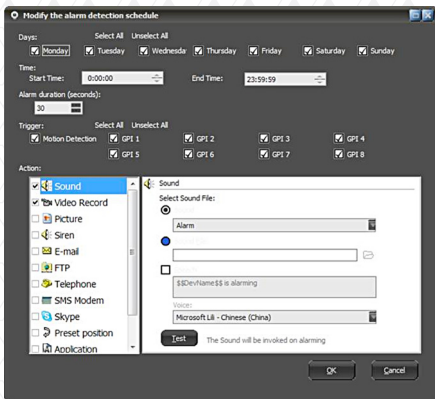 Modify the alarm detection schedule
Days: Select All Unselect All
Monday Tuesday Wednesday Thursday Friday Saturday Sunday
Time:
Start Time: 0:00:00 End Time: 23:59:59
Alarm duration (seconds):
30
Trigger: Select All Unselect All
Motion Detection GPI 1 GPI 2 GPI 3 GPI 4
GPI 5 GPI 6 GPI 7 GPI 8
Action:
Sound
Video Record
Picture
Siren
E-mail
FTP
Telephone
SMS Modem
Skype
Preset position
Application
Sound
Select Sound File:
Alarm
$$DevName$$ is alarming
Voice:
Microsoft Lili - Chinese (China)
Test The Sound will be invoked on alarming
OK Cancel